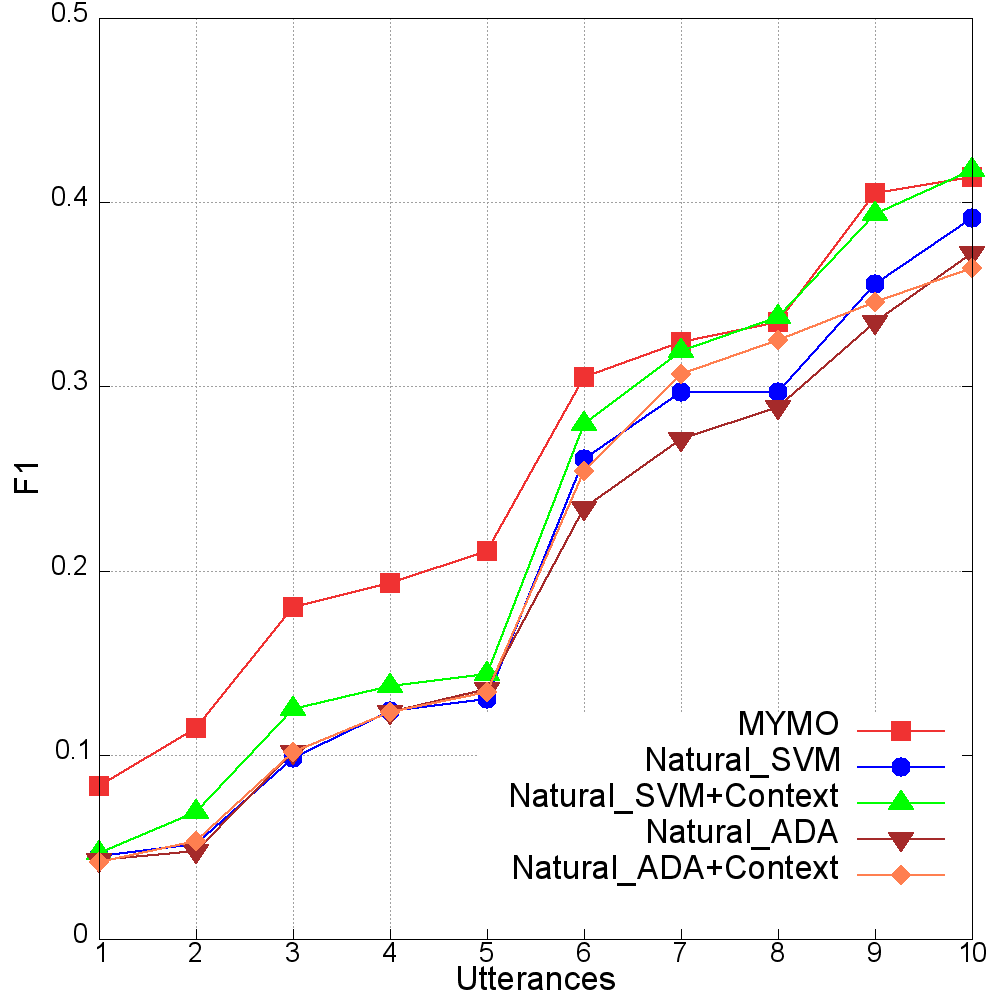 0.5
0.4
0.3
0.2
0.1
0
F1
1 2 3 4 5 6 7 8 9 10
Utterances
MYMO
Natural_SVM
Natural_SVM+Context
Natural_ADA
Natural_ADA+Context